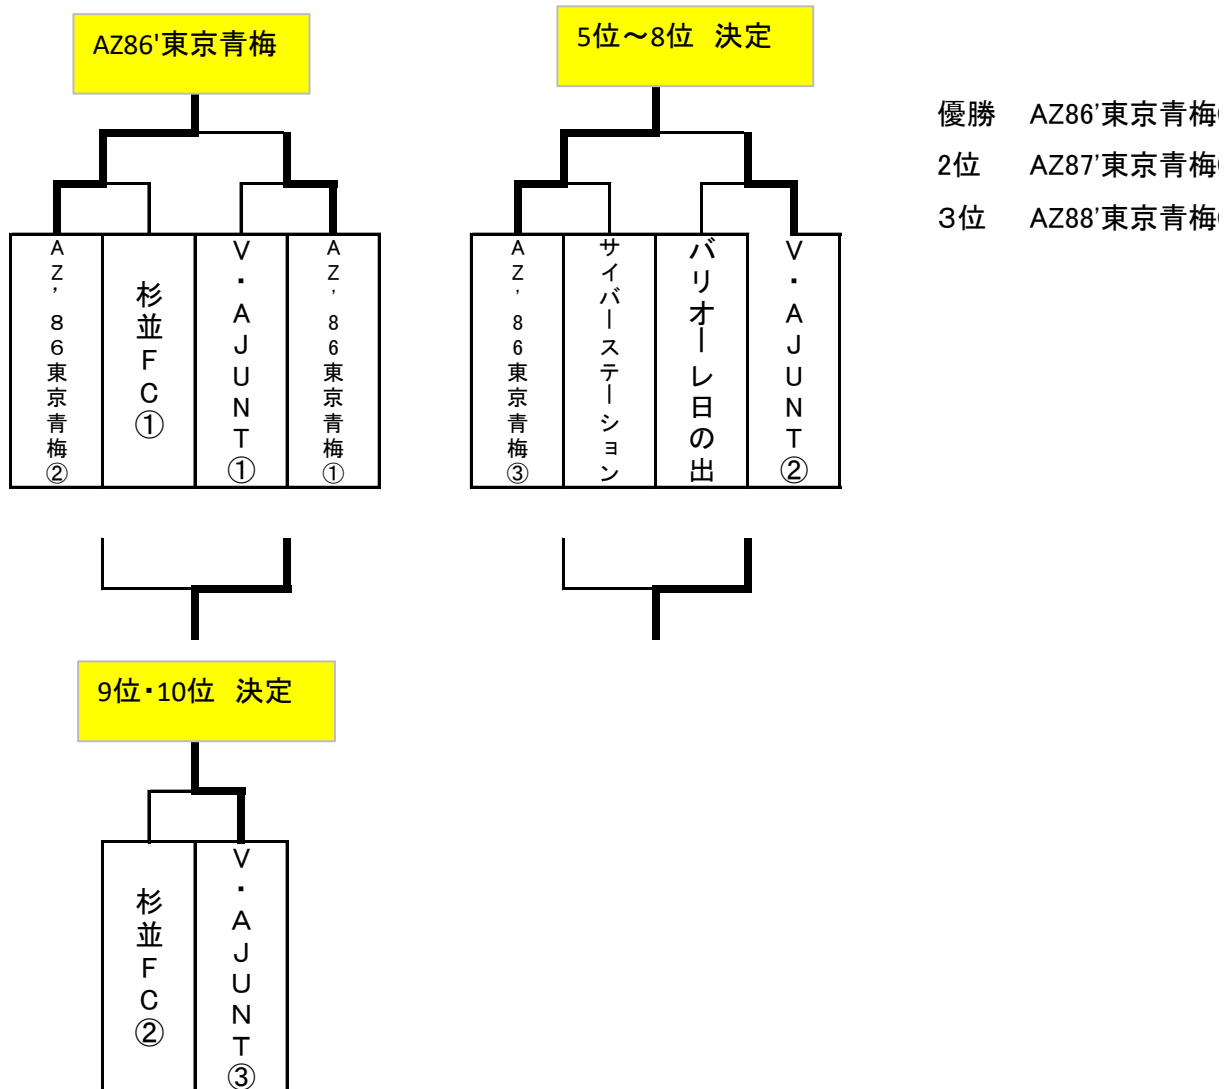 AZ86'東京青梅
5位～8位　決定
優勝　AZ86'東京青梅
2位　AZ87'東京青梅
３位　AZ88'東京青梅
AZ'86東京青梅②
杉並FC①
V・AJUNT①
AZ'86東京青梅①
AZ'86東京青梅③
サイバーステーション
バリオーレ日の出
V・AJUNT②
9位・10位　決定
杉並FC②
V・AJUNT③